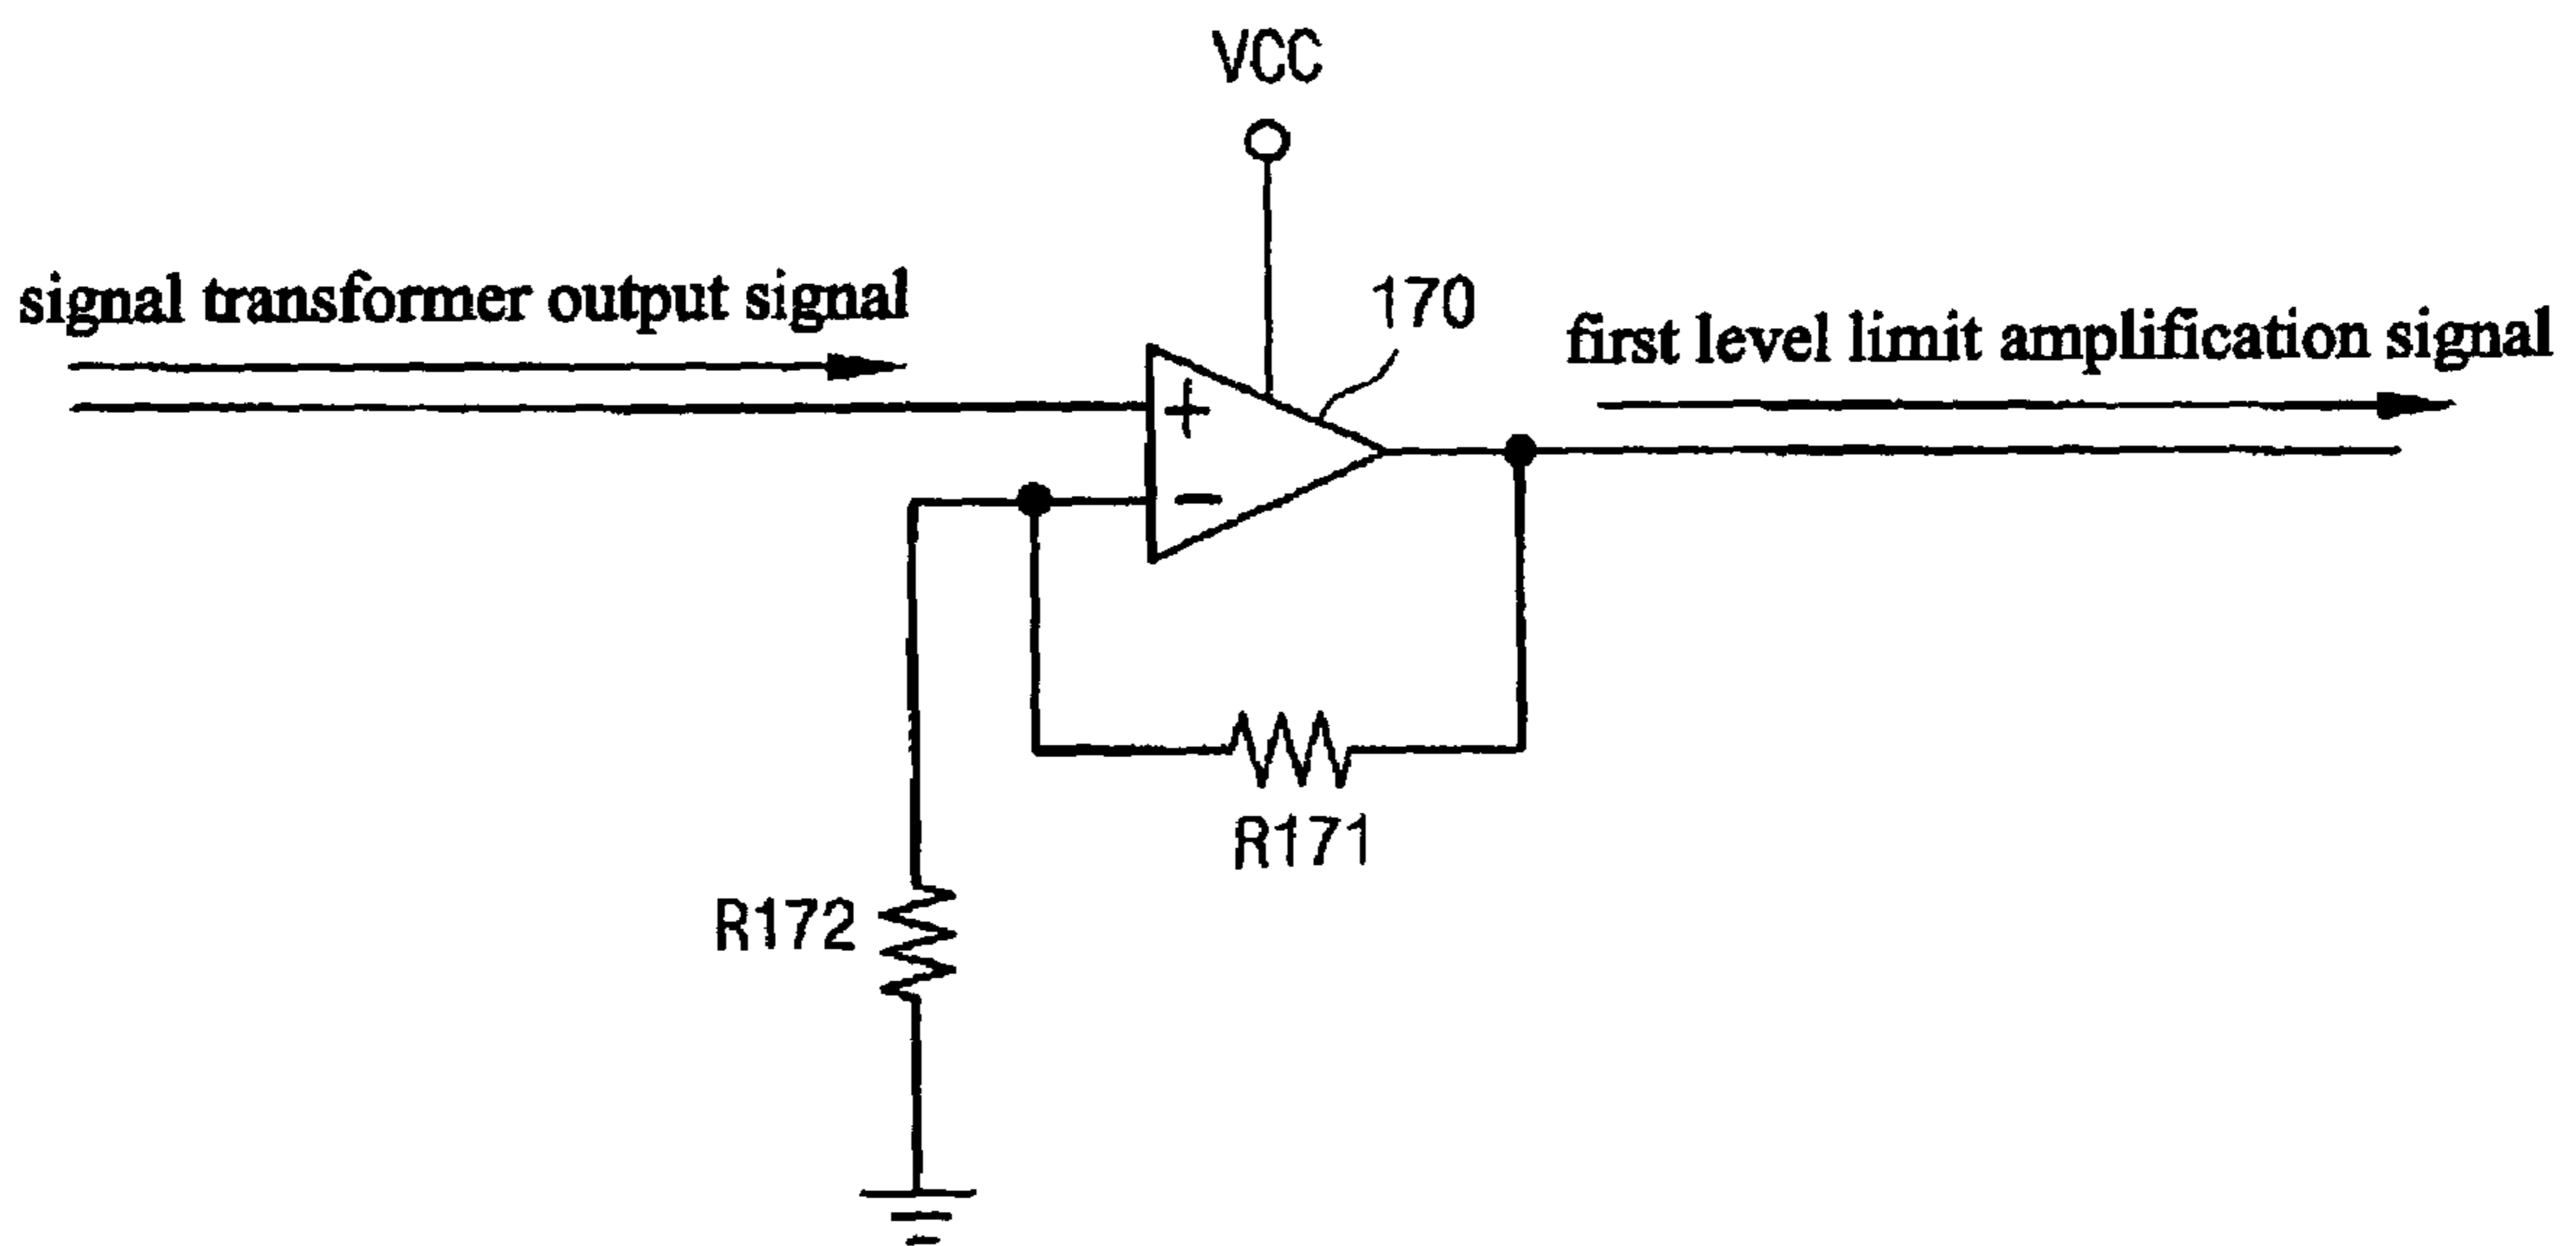 VCC
signal transformer output signal
170
first level limit amplification signal
+
−
R171
R172